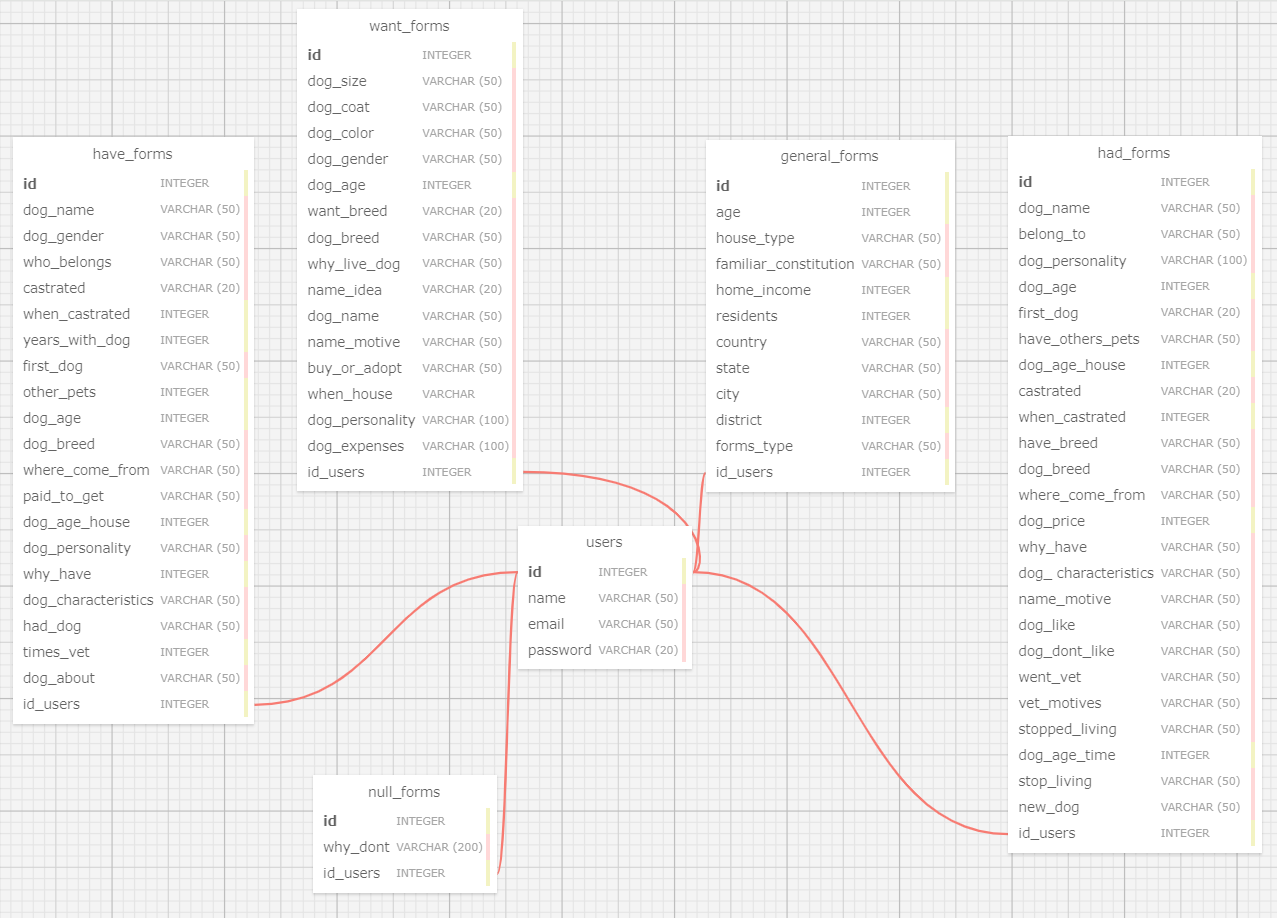 want_forms
id INTEGER
dog_size VARCHAR (50)
dog_coat VARCHAR (50)
dog_color VARCHAR (50)
dog_gender VARCHAR (50)
dog_age INTEGER
want_breed VARCHAR (20)
dog_breed VARCHAR (50)
why_live_dog VARCHAR (50)
name_idea VARCHAR (20)
dog_name VARCHAR (50)
name_motive VARCHAR (50)
buy_or_adopt VARCHAR (50)
when_house VARCHAR
dog_personality VARCHAR (100)
dog_expenses VARCHAR (100)
id_users INTEGER
have_forms
id INTEGER
dog_name VARCHAR (50)
dog_gender VARCHAR (50)
who_belongs VARCHAR (50)
castrated VARCHAR (20)
when_castrated INTEGER
years_with_dog INTEGER
first_dog VARCHAR (50)
other_pets INTEGER
dog_age INTEGER
dog_breed VARCHAR (50)
where_come_from VARCHAR (50)
paid_to_get VARCHAR (50)
dog_age_house INTEGER
dog_personality VARCHAR (50)
why_have INTEGER
dog_characteristics VARCHAR (50)
had_dog VARCHAR (50)
times_vet INTEGER
dog_about VARCHAR (50)
id_users INTEGER
general_forms
id INTEGER
age INTEGER
house_type VARCHAR (50)
familiar_constitution VARCHAR (50)
home_income INTEGER
residents INTEGER
country VARCHAR (50)
state VARCHAR (50)
city VARCHAR (50)
district INTEGER
forms_type VARCHAR (50)
id_users INTEGER
had_forms
id INTEGER
dog_name VARCHAR (50)
belong_to VARCHAR (50)
dog_personality VARCHAR (100)
dog_age INTEGER
first_dog VARCHAR (20)
have_others_pets VARCHAR (50)
dog_age_house INTEGER
castrated VARCHAR (20)
when_castrated INTEGER
have_breed VARCHAR (50)
dog_breed VARCHAR (50)
where_come_from VARCHAR (50)
dog_price INTEGER
why_have VARCHAR (50)
dog_ characteristics VARCHAR (50)
name_motive VARCHAR (50)
dog_like VARCHAR (50)
dog_dont_like VARCHAR (50)
went_vet VARCHAR (50)
vet_motives VARCHAR (50)
stopped_living VARCHAR (50)
dog_age_time INTEGER
stop_living VARCHAR (50)
new_dog VARCHAR (50)
id_users INTEGER
users
id INTEGER
name VARCHAR (50)
email VARCHAR (50)
password VARCHAR (20)
null_forms
id INTEGER
why_dont VARCHAR (200)
id_users INTEGER